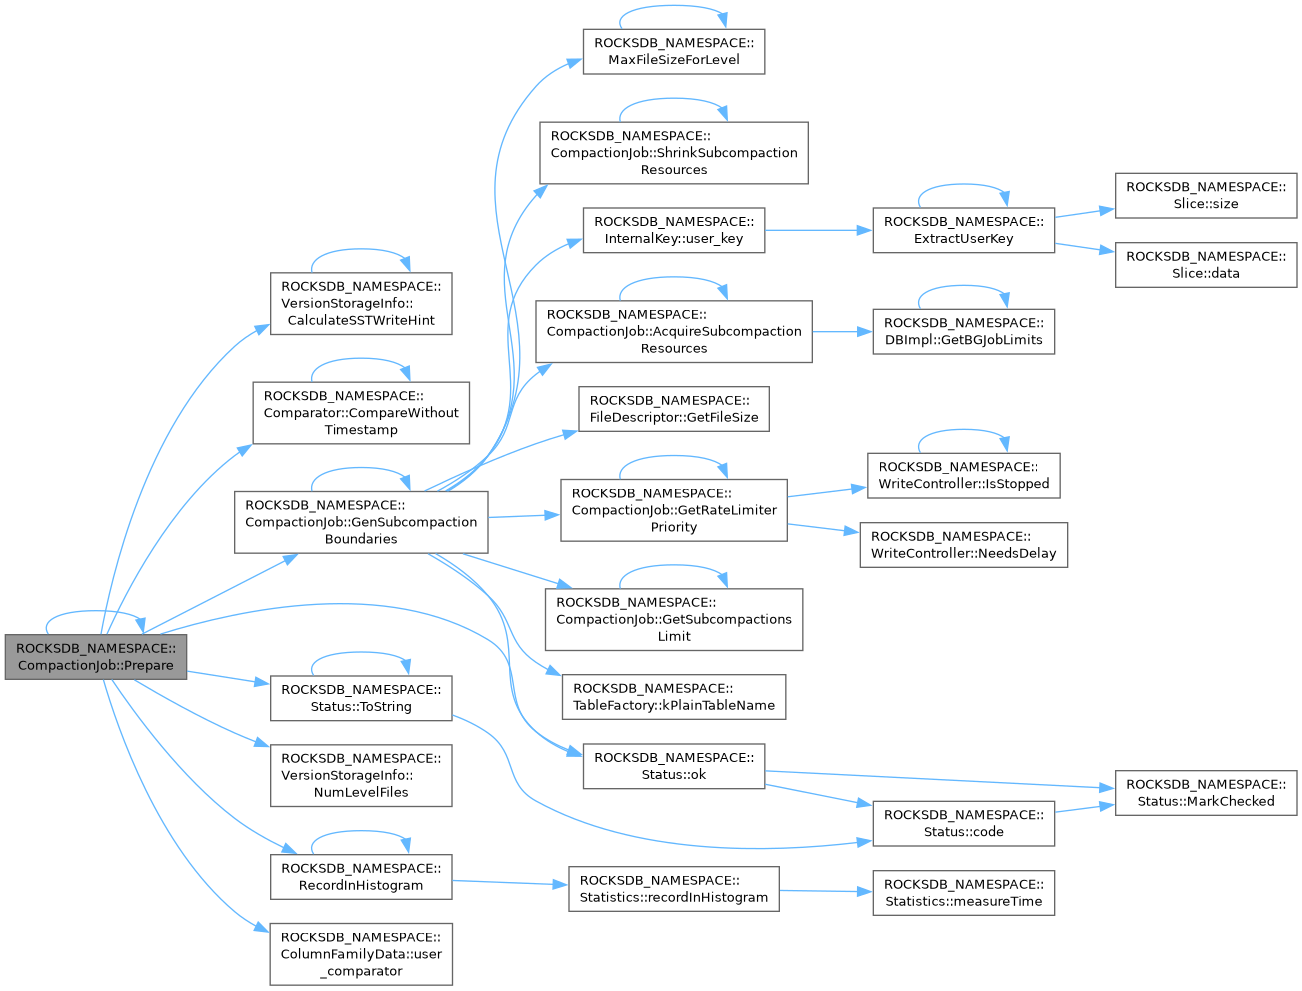 ROCKSDB_NAMESPACE::
MaxFileSizeForLevel
ROCKSDB_NAMESPACE::
CompactionJob::ShrinkSubcompaction
Resources
ROCKSDB_NAMESPACE::
Slice::size
ROCKSDB_NAMESPACE::
InternalKey::user_key
ROCKSDB_NAMESPACE::
ExtractUserKey
ROCKSDB_NAMESPACE::
Slice::data
ROCKSDB_NAMESPACE::
VersionStorageInfo::
CalculateSSTWriteHint
ROCKSDB_NAMESPACE::
CompactionJob::AcquireSubcompaction
Resources
ROCKSDB_NAMESPACE::
DBImpl::GetBGJobLimits
ROCKSDB_NAMESPACE::
Comparator::CompareWithout
Timestamp
ROCKSDB_NAMESPACE::
FileDescriptor::GetFileSize
ROCKSDB_NAMESPACE::
WriteController::IsStopped
ROCKSDB_NAMESPACE::
CompactionJob::GenSubcompaction
Boundaries
ROCKSDB_NAMESPACE::
CompactionJob::GetRateLimiter
Priority
ROCKSDB_NAMESPACE::
WriteController::NeedsDelay
ROCKSDB_NAMESPACE::
CompactionJob::GetSubcompactions
Limit
ROCKSDB_NAMESPACE::
CompactionJob::Prepare
ROCKSDB_NAMESPACE::
Status::ToString
ROCKSDB_NAMESPACE::
TableFactory::kPlainTableName
ROCKSDB_NAMESPACE::
VersionStorageInfo::
NumLevelFiles
ROCKSDB_NAMESPACE::
Status::ok
ROCKSDB_NAMESPACE::
Status::MarkChecked
ROCKSDB_NAMESPACE::
Status::code
ROCKSDB_NAMESPACE::
RecordInHistogram
ROCKSDB_NAMESPACE::
Statistics::recordInHistogram
ROCKSDB_NAMESPACE::
Statistics::measureTime
ROCKSDB_NAMESPACE::
ColumnFamilyData::user
_comparator